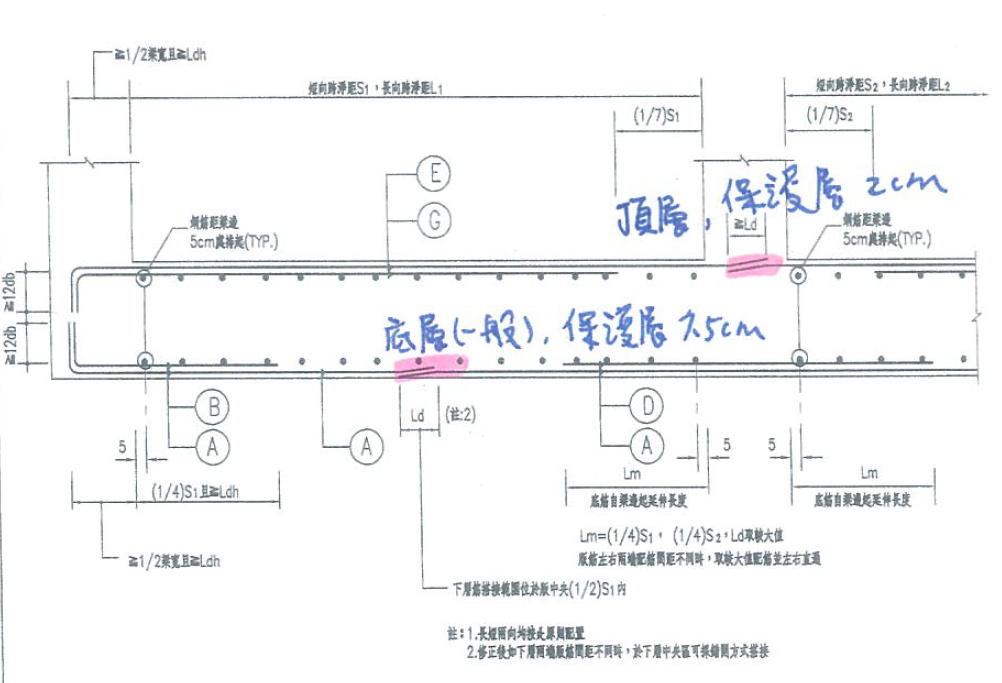 ≧1/2梁寬且≧Ldh
短向跨淨距S1，長向跨淨距L1
短向跨淨距S2，長向跨淨距L2
(1/7)S1
(1/7)S2
E
G
頂層，保護層 2cm
≧Ld
鋼筋距梁邊
5cm處排起(TYP.)
鋼筋距梁邊
5cm處排起(TYP.)
≧12db
≧12db
底層(一般)，保護層 7.5cm
B
A
Ld
(註:2)
A
D
A
5
5
5
(1/4)S1且≧Ldh
Lm
底筋自梁邊起延伸長度
Lm
底筋自梁邊起延伸長度
≧1/2梁寬且≧Ldh
Lm=(1/4)S1，(1/4)S2，Ld取較大值
版筋左右兩端配筋間距不同時，取較大值配筋並左右直通
下層筋搭接範圍位於版中央(1/2)S1內
註：1.長短兩向均按此原則配置
2.修正後如下層兩端版筋間距不同時，於下層中央區可採錯開方式搭接